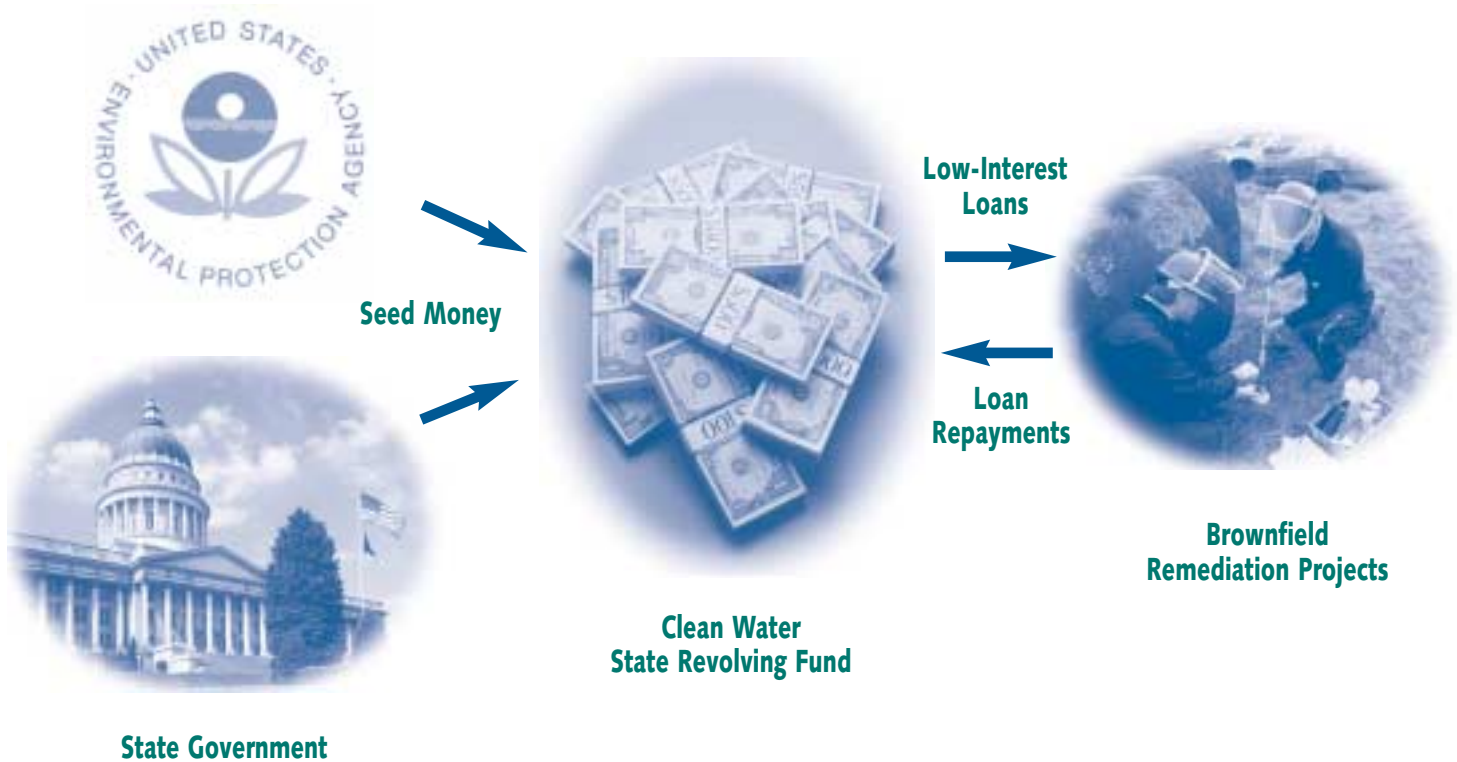 UNITED STATES · ENVIRONMENTAL PROTECTION AGENCY ·
Seed Money
State Government
Clean Water
State Revolving Fund
Low-Interest
Loans
Loan
Repayments
Brownfield
Remediation Projects
$100